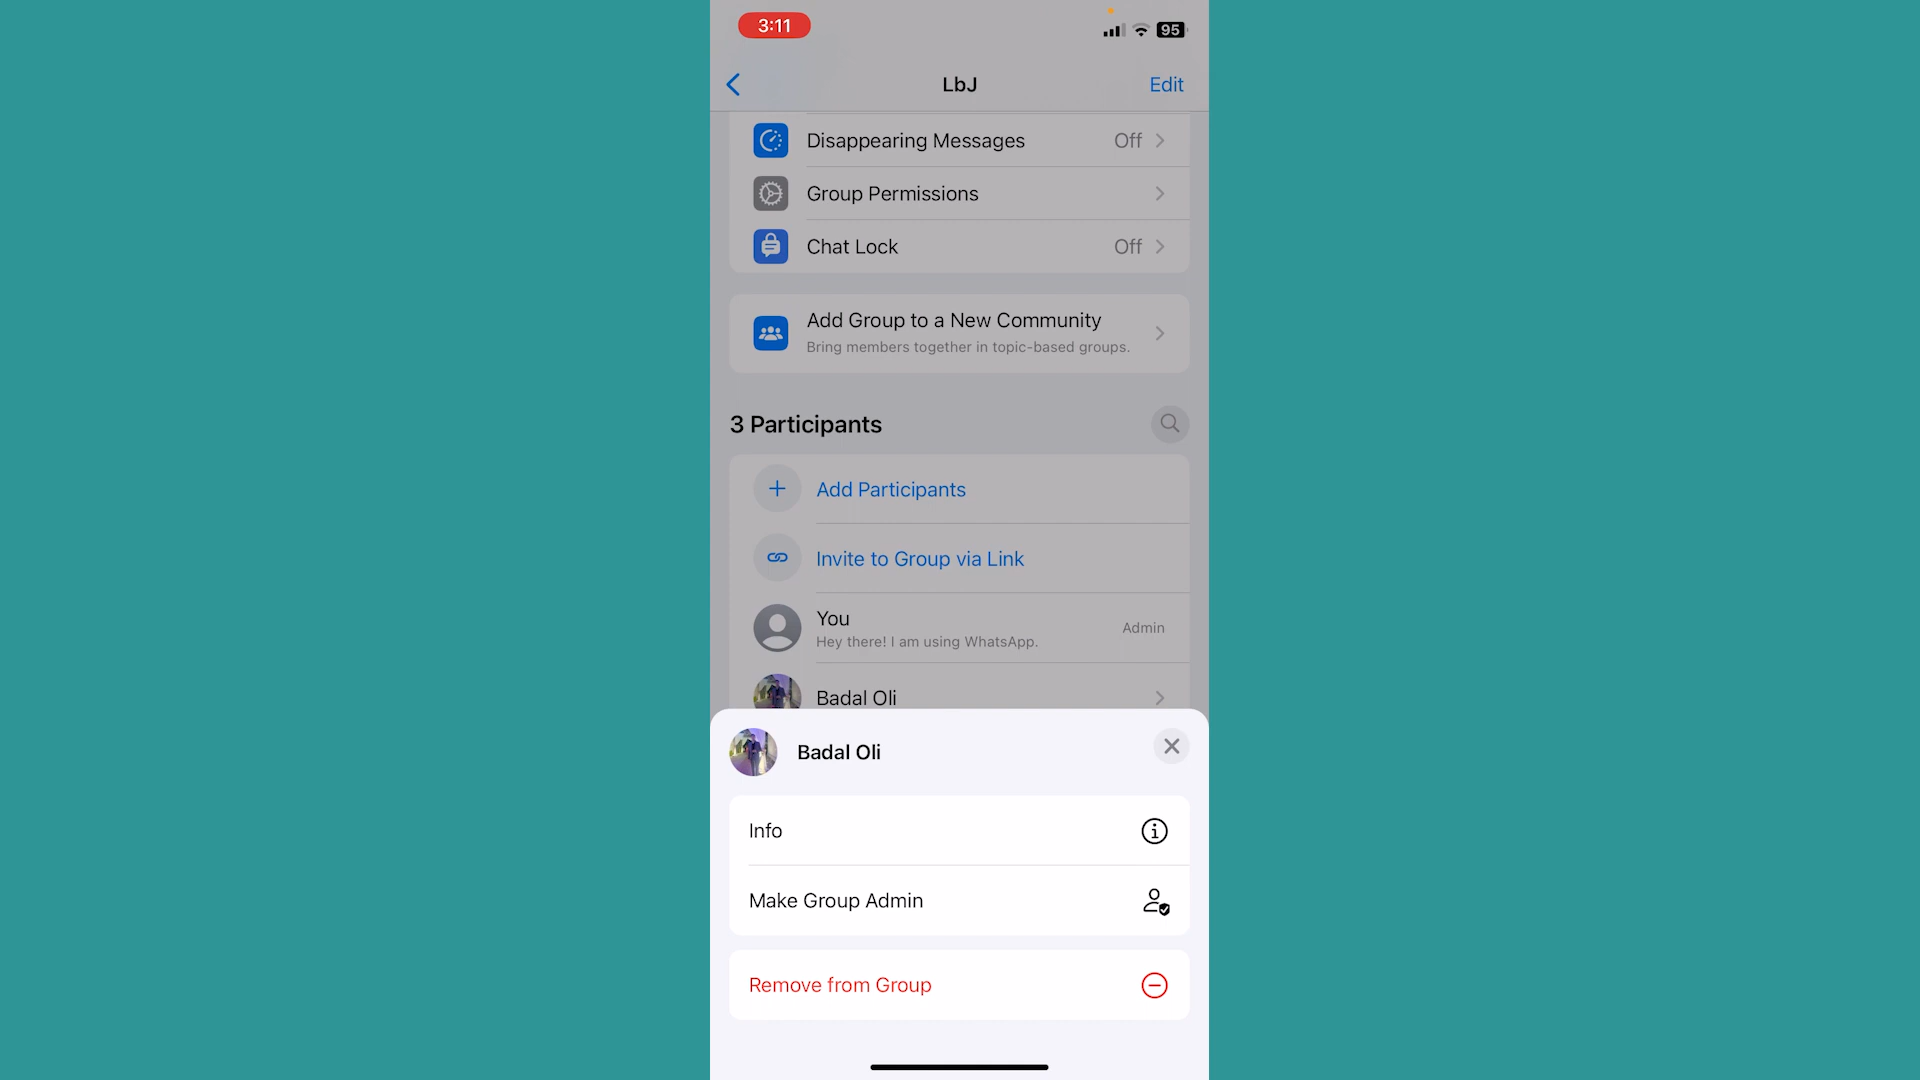 3:11
95
LbJ
Edit
Disappearing Messages Off
Group Permissions
Chat Lock Off
Add Group to a New Community
Bring members together in topic-based groups.
3 Participants
Add Participants
Invite to Group via Link
You
Hey there! I am using WhatsApp.
Admin
Badal Oli
Badal Oli
Info
Make Group Admin
Remove from Group